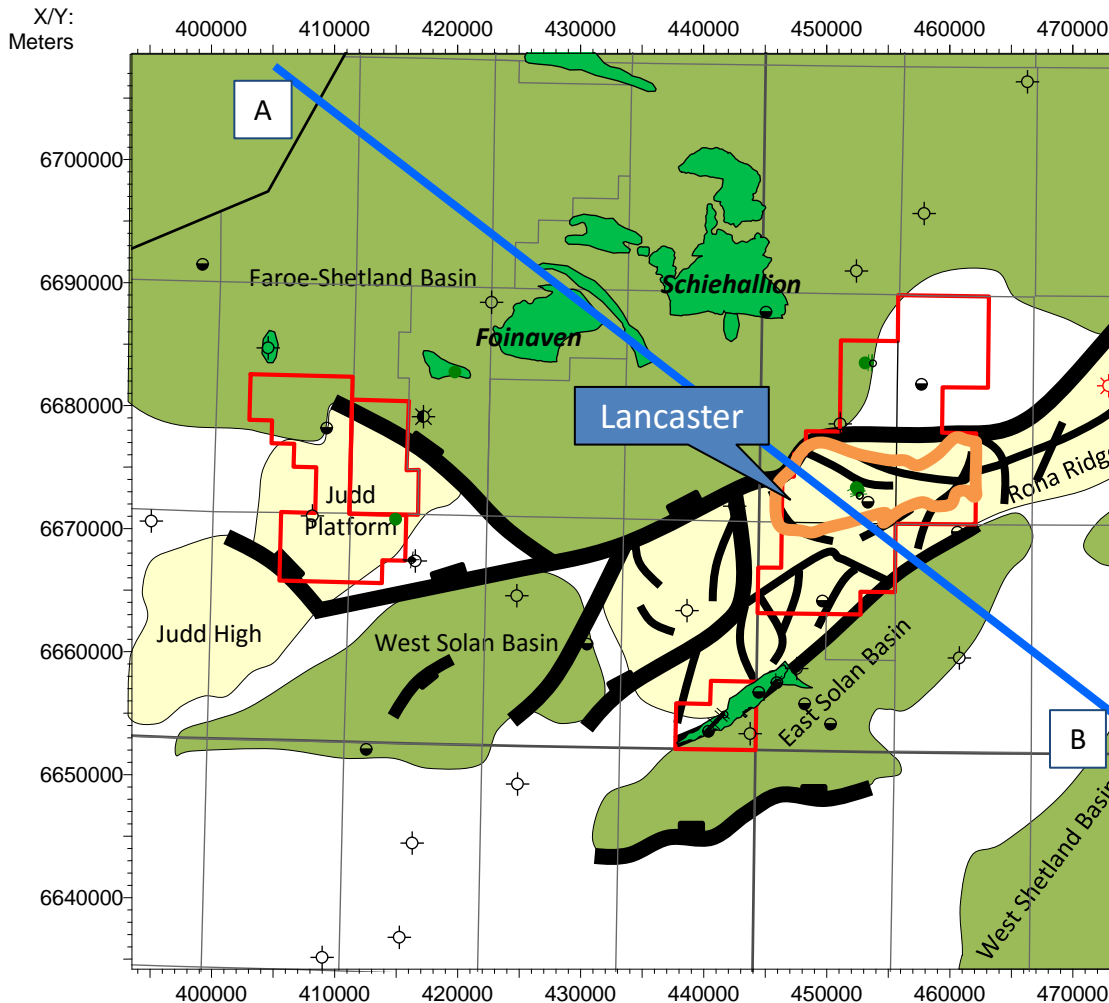 X/Y:
Meters
400000 410000 420000 430000 440000 450000 460000 470000
A
6700000
6690000
Faroe-Shetland Basin
Schiehallion
Foinaven
6680000
Lancaster
Judd
Platform
Rona Ridge
6670000
Judd High
West Solan Basin
6660000
East Solan Basin
B
6650000
West Shetland Basin
6640000
400000 410000 420000 430000 440000 450000 460000 470000